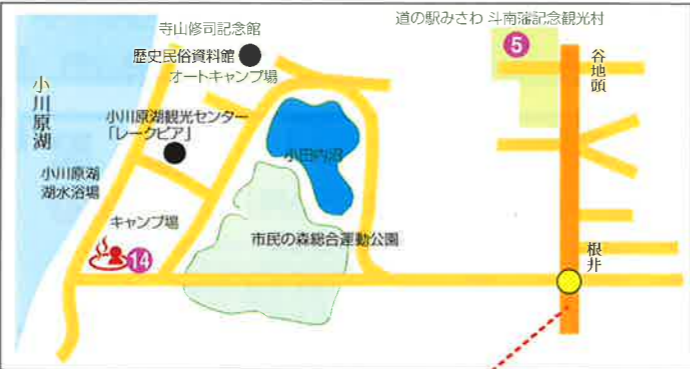 寺山修司記念館
道の駅みさわ 斗南藩記念観光村
5
歴史民俗資料館
オートキャンプ場
谷地頭
小川原湖
小川原湖観光センター
「レークピア」
小田内沼
小川原湖
湖水浴場
キャンプ場
市民の森総合運動公園
根井
14